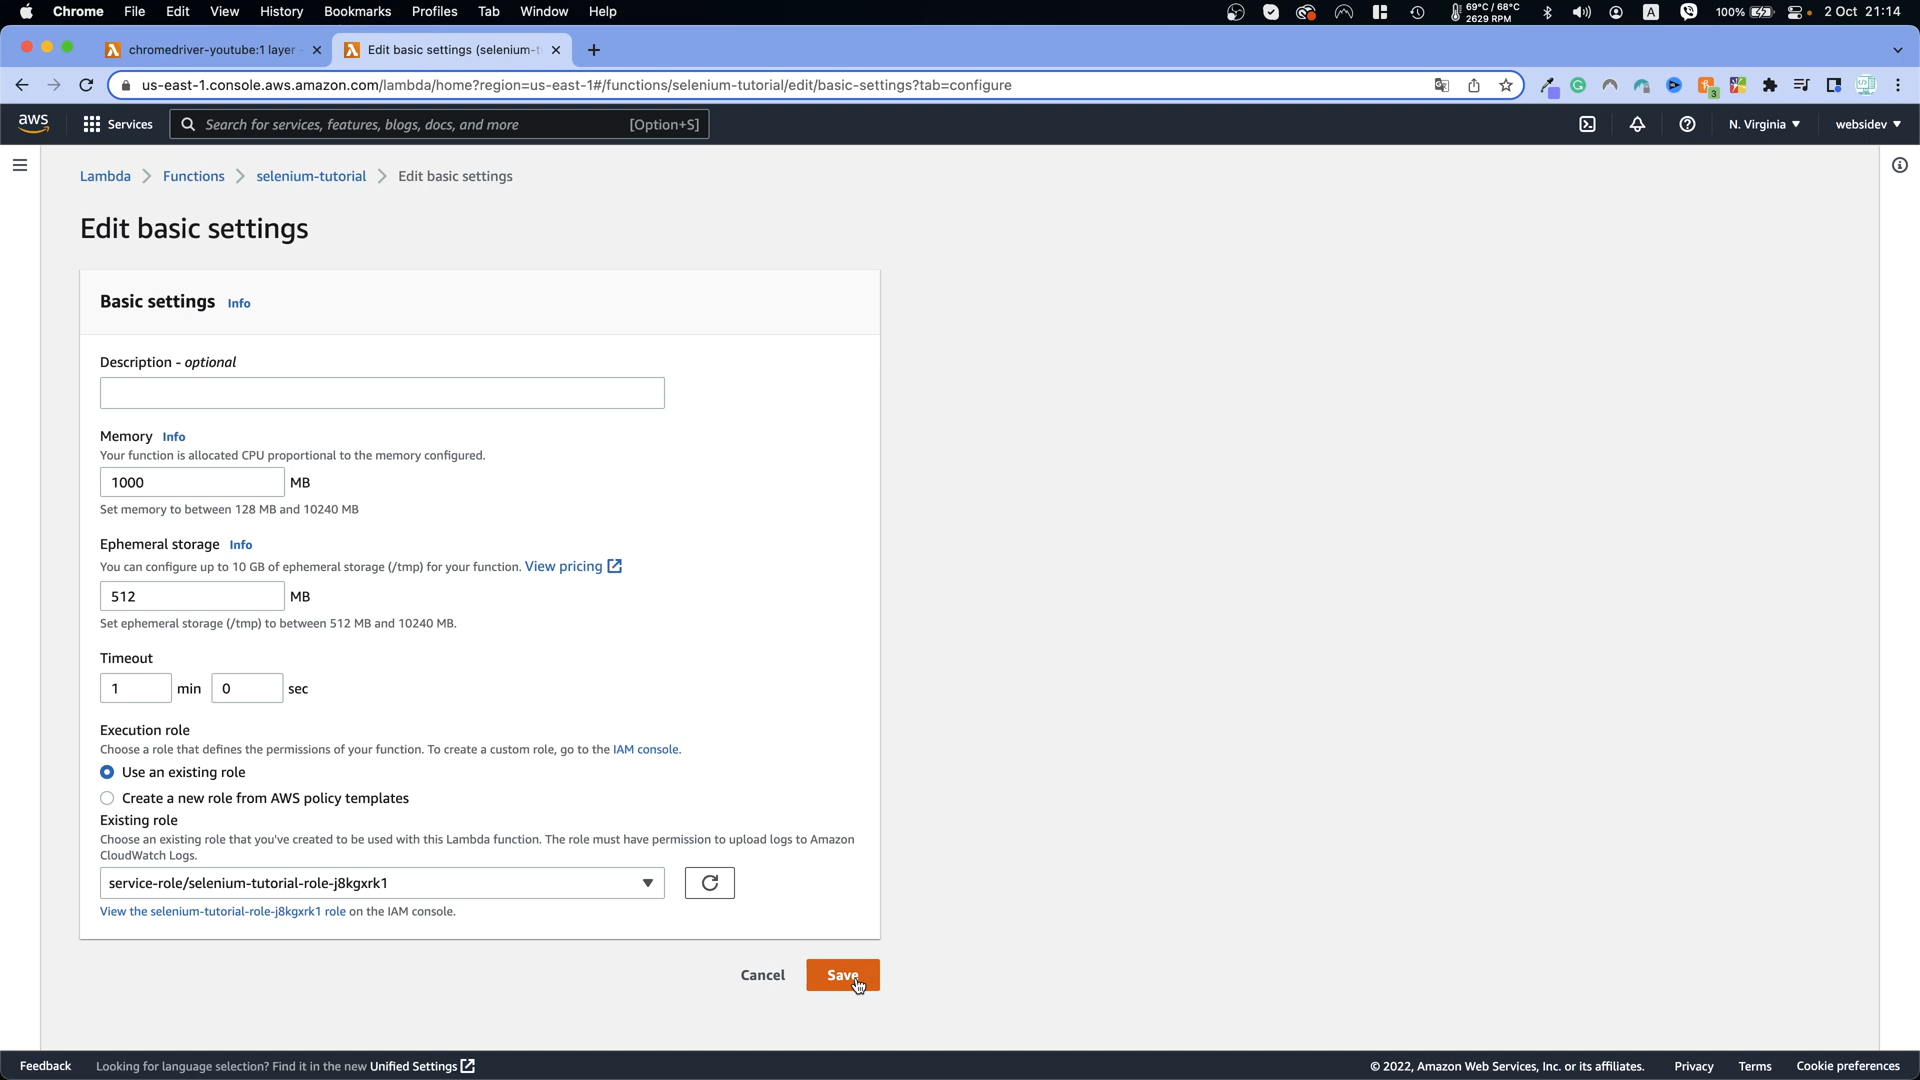 Chrome File Edit View History Bookmarks Profiles Tab Window Help 69°C / 68°C 2629 RPM A 100% 2 Oct 21:14
chromedriver-youtube:1 layer Edit basic settings (selenium-t
us-east-1.console.aws.amazon.com/lambda/home?region=us-east-1#/functions/selenium-tutorial/edit/basic-settings?tab=configure 3
aws Services Search for services, features, blogs, docs, and more [Option+S] N. Virginia websidev
Lambda Functions selenium-tutorial Edit basic settings
Edit basic settings
Basic settings Info
Description - optional
Memory Info
Your function is allocated CPU proportional to the memory configured.
1000 MB
Set memory to between 128 MB and 10240 MB
Ephemeral storage Info
You can configure up to 10 GB of ephemeral storage (/tmp) for your function. View pricing
512 MB
Set ephemeral storage (/tmp) to between 512 MB and 10240 MB.
Timeout
1 min 0 sec
Execution role
Choose a role that defines the permissions of your function. To create a custom role, go to the IAM console.
Use an existing role
Create a new role from AWS policy templates
Existing role
Choose an existing role that you've created to be used with this Lambda function. The role must have permission to upload logs to Amazon
CloudWatch Logs.
service-role/selenium-tutorial-role-j8kgxrk1
View the selenium-tutorial-role-j8kgxrk1 role on the IAM console.
Cancel Save
Feedback Looking for language selection? Find it in the new Unified Settings © 2022, Amazon Web Services, Inc. or its affiliates. Privacy Terms Cookie preferences